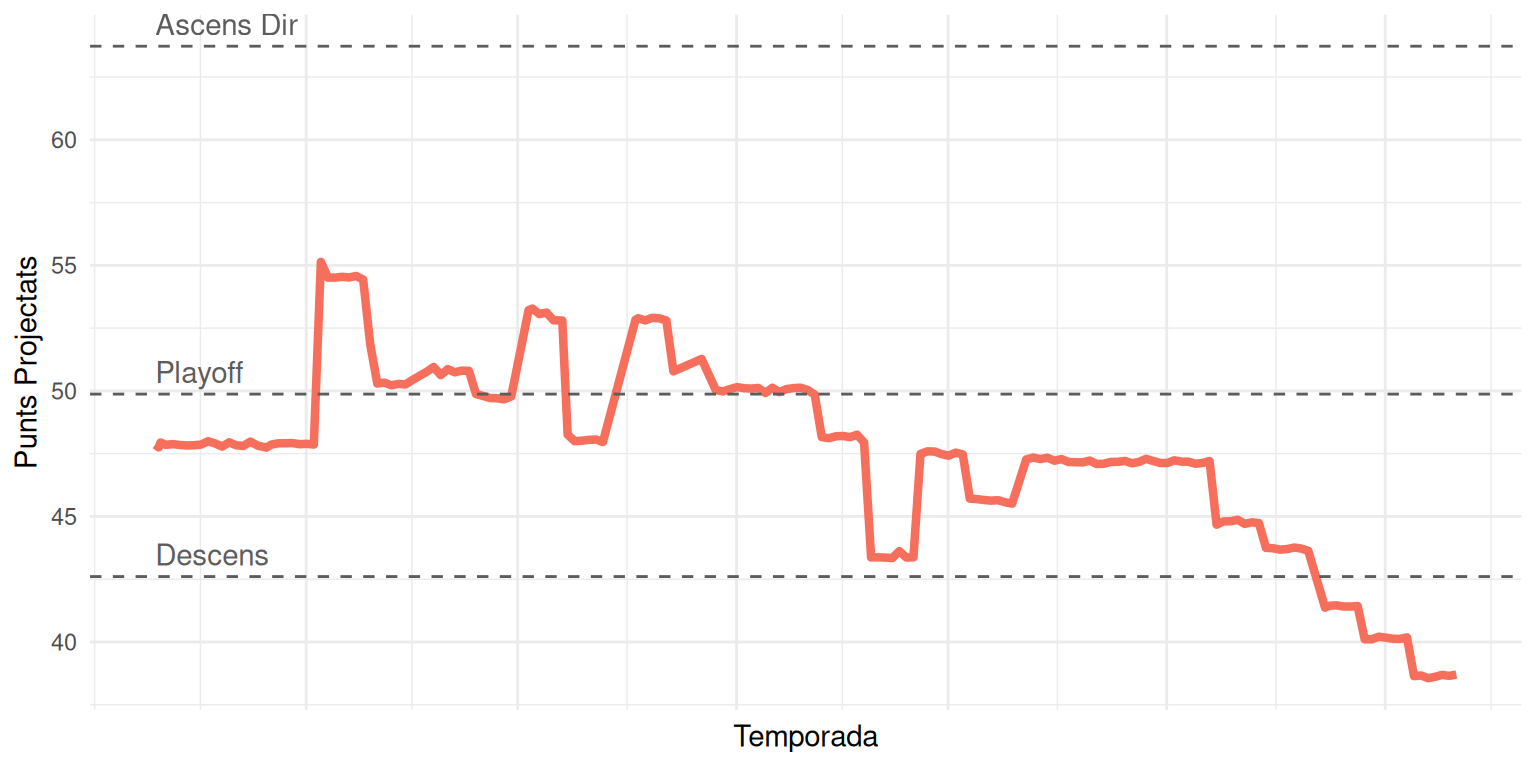 Ascens Dir
60
55
Playoff
50
45
Descens
40
Punts Projectats
Temporada